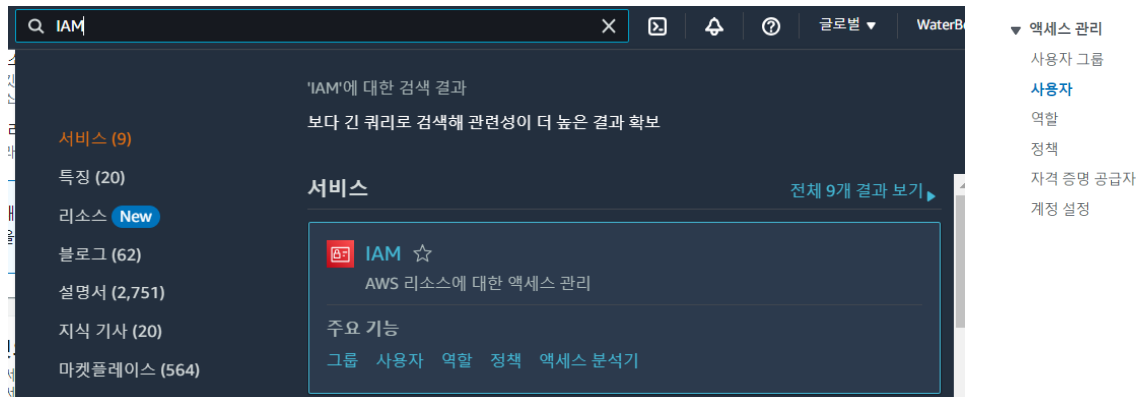 IAM
글로벌 ▼
WaterB
'IAM'에 대한 검색 결과
보다 긴 쿼리로 검색해 관련성이 더 높은 결과 확보
서비스 (9)
특징 (20)
리소스 New
블로그 (62)
설명서 (2,751)
지식 기사 (20)
마켓플레이스 (564)
서비스
전체 9개 결과 보기 ▶
IAM ☆
AWS 리소스에 대한 액세스 관리
주요 기능
그룹 사용자 역할 정책 액세스 분석기
▼ 액세스 관리
사용자 그룹
사용자
역할
정책
자격 증명 공급자
계정 설정